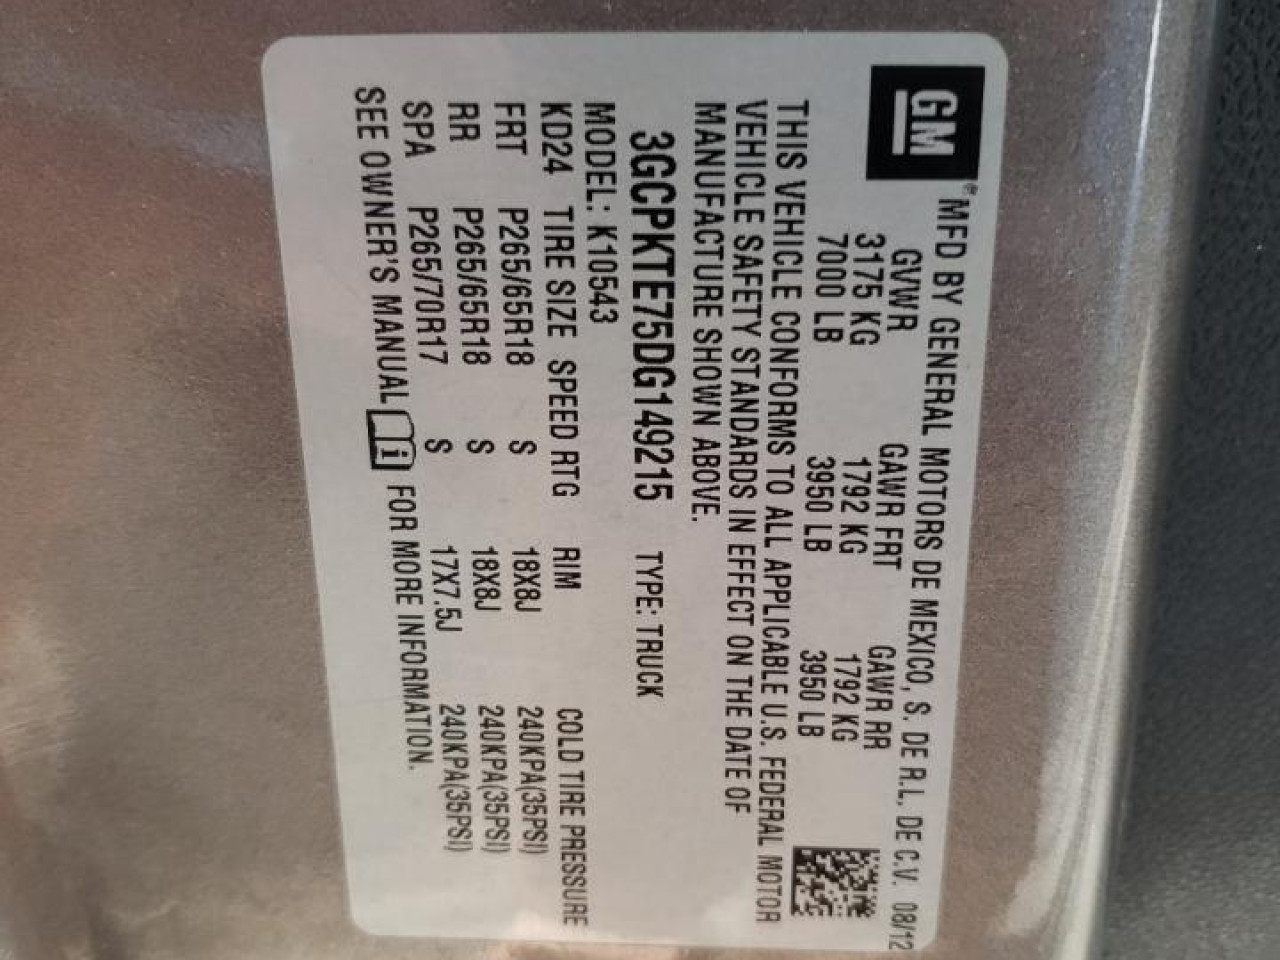 GM
®MFD BY GENERAL MOTORS DE MEXICO, S. DE R.L. DE C.V. 08/12
GVWR GAWR FRT GAWR RR
3175 KG 1792 KG 1792 KG
7000 LB 3950 LB 3950 LB
THIS VEHICLE CONFORMS TO ALL APPLICABLE U.S. FEDERAL MOTOR
VEHICLE SAFETY STANDARDS IN EFFECT ON THE DATE OF
MANUFACTURE SHOWN ABOVE.
3GCPKTE75DG149215 TYPE: TRUCK
MODEL: K10543
KD24 TIRE SIZE SPEED RTG RIM COLD TIRE PRESSURE
FRT P265/65R18 S 18X8J 240KPA(35PSI)
RR P265/65R18 S 18X8J 240KPA(35PSI)
SPA P265/70R17 S 17X7.5J 240KPA(35PSI)
SEE OWNER'S MANUAL i FOR MORE INFORMATION.